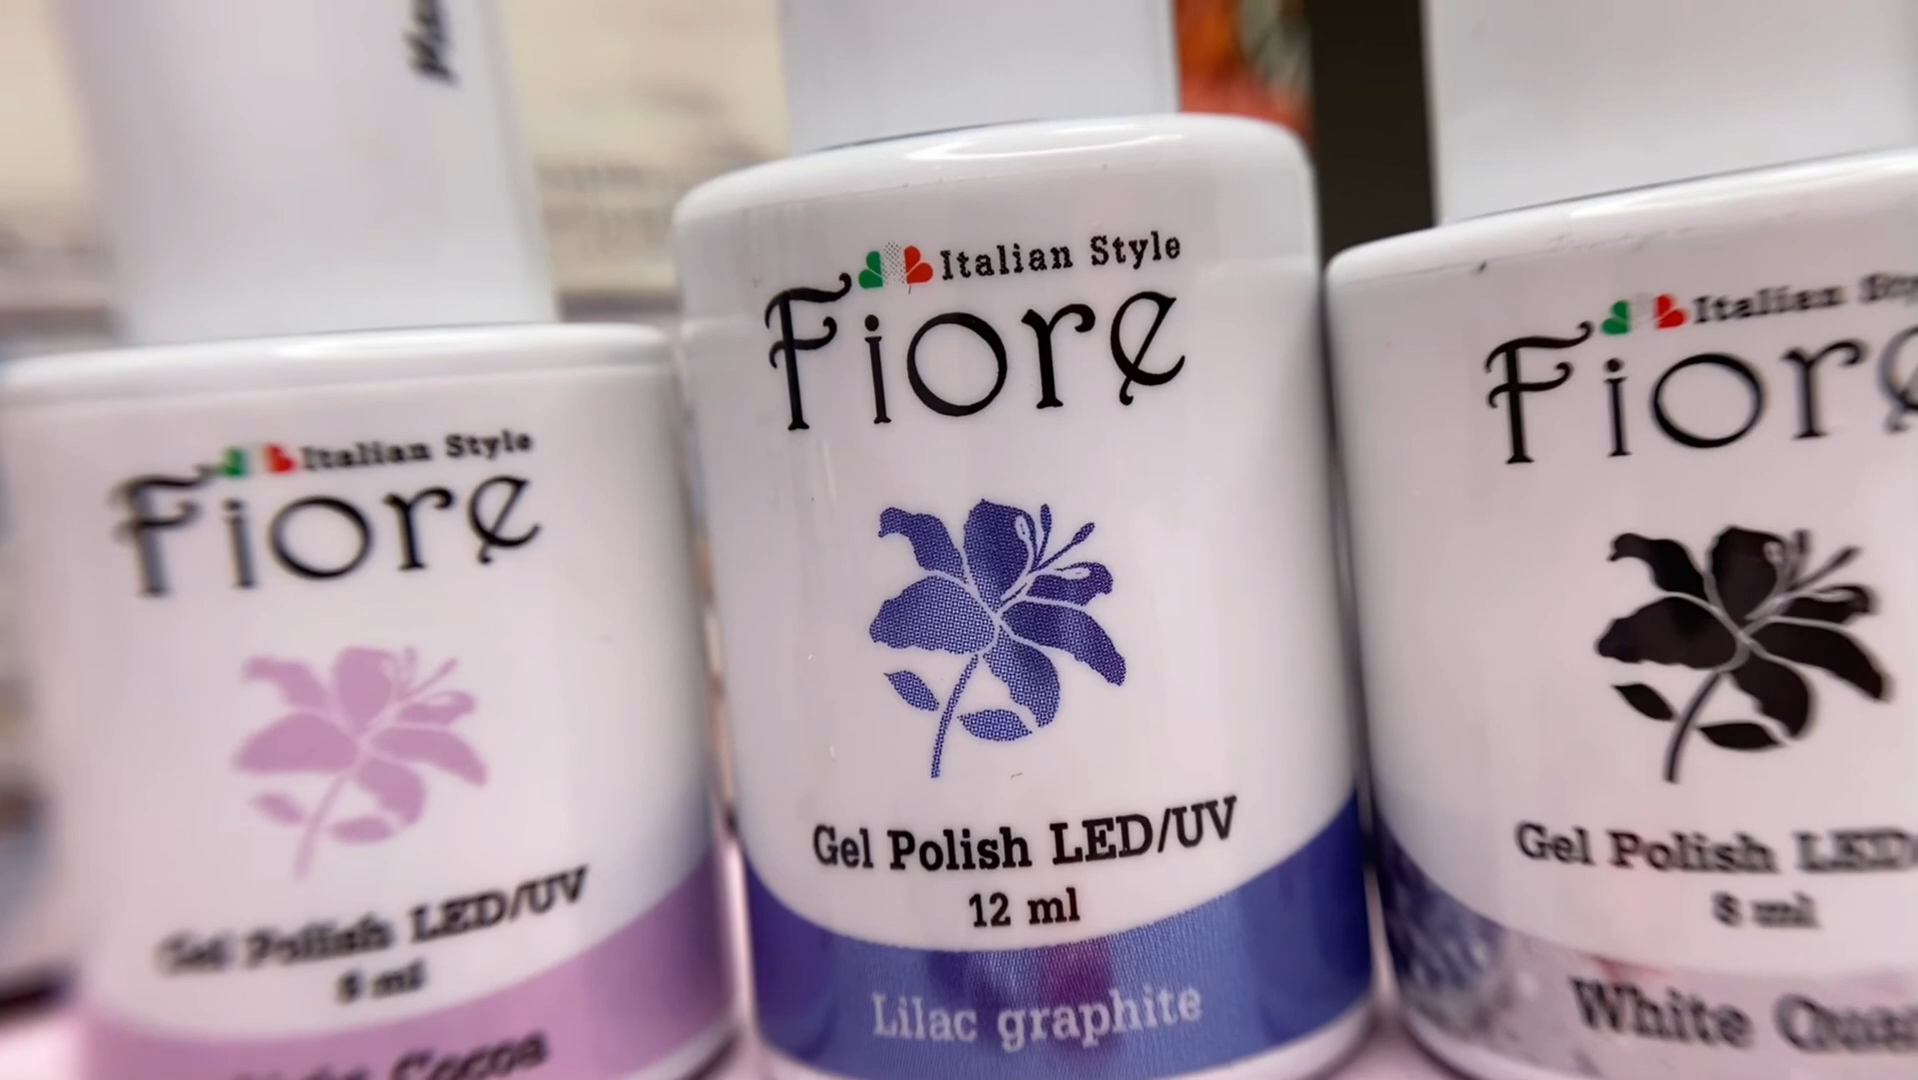 Italian Style
Fiore
Gel Polish LED/UV
8 ml
Cocoa
Italian Style
Fiore
Gel Polish LED/UV
12 ml
Lilac graphite
Italian
Fiore
Gel Polish
8 ml
White